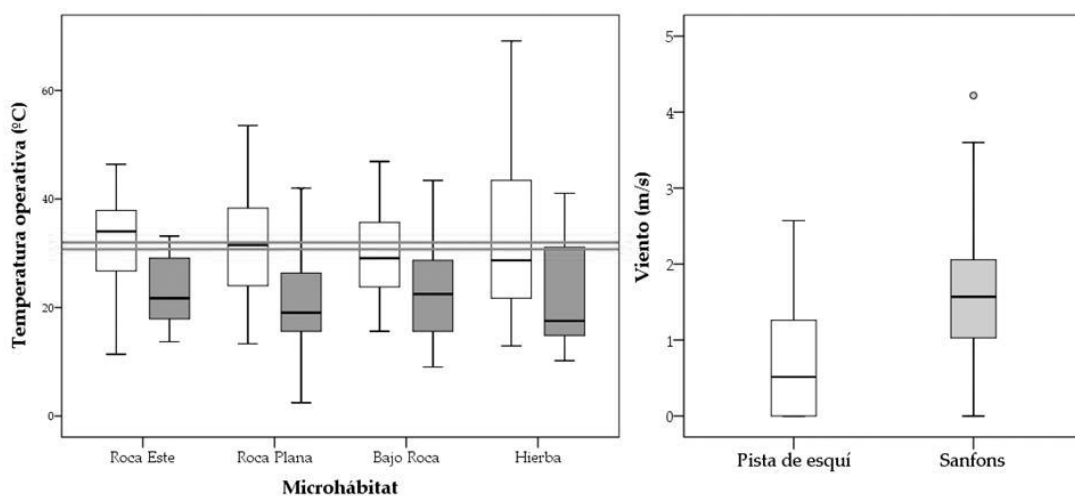 Temperatura operativa (ºC)
60
40
20
0
Roca Este
Roca Plana
Bajo Roca
Hierba
Microhábitat
Viento (m/s)
5
4
3
2
1
0
Pista de esquí
Sanfons